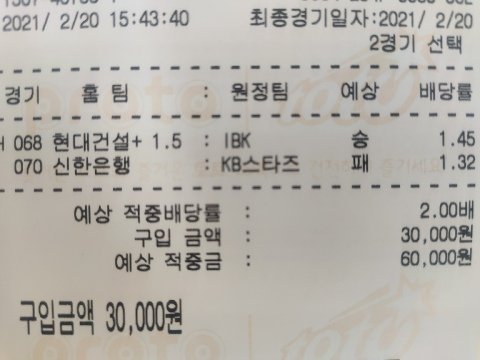 2021/ 2/20 15:43:40 최종경기일자:2021/ 2/20
2경기 선택
경기 홈 팀 : 원정팀 예상 배당률
068 현대건설+ 1.5 : IBK 승 1.45
070 신한은행 : KB스타즈 패 1.32
예상 적중배당률 : 2.00배
구입 금액 : 30,000원
예상 적중금 : 60,000원
구입금액 30,000원